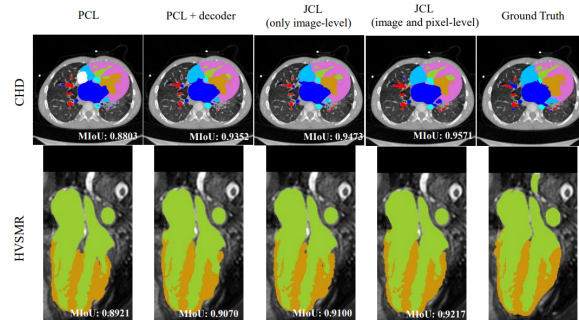 PCL
PCL + decoder
JCL
(only image-level)
JCL
(image and pixel-level)
Ground Truth
CHD
MIoU: 0.8803
MIoU: 0.9352
MIoU: 0.9473
MIoU: 0.9571
HVSMR
MIoU: 0.8921
MIoU: 0.9070
MIoU: 0.9100
MIoU: 0.9217